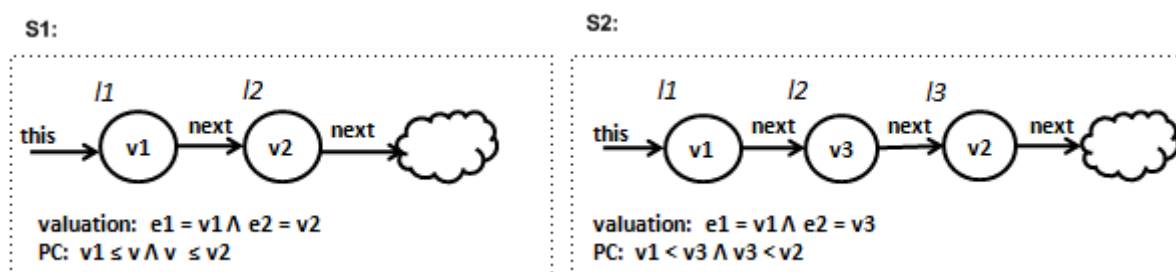 S1:
l1 l2
this next next
v1 v2
valuation: e1 = v1 Λ e2 = v2
PC: v1 ≤ v Λ v ≤ v2
S2:
l1 l2 l3
this next next next
v1 v3 v2
valuation: e1 = v1 Λ e2 = v3
PC: v1 < v3 Λ v3 < v2